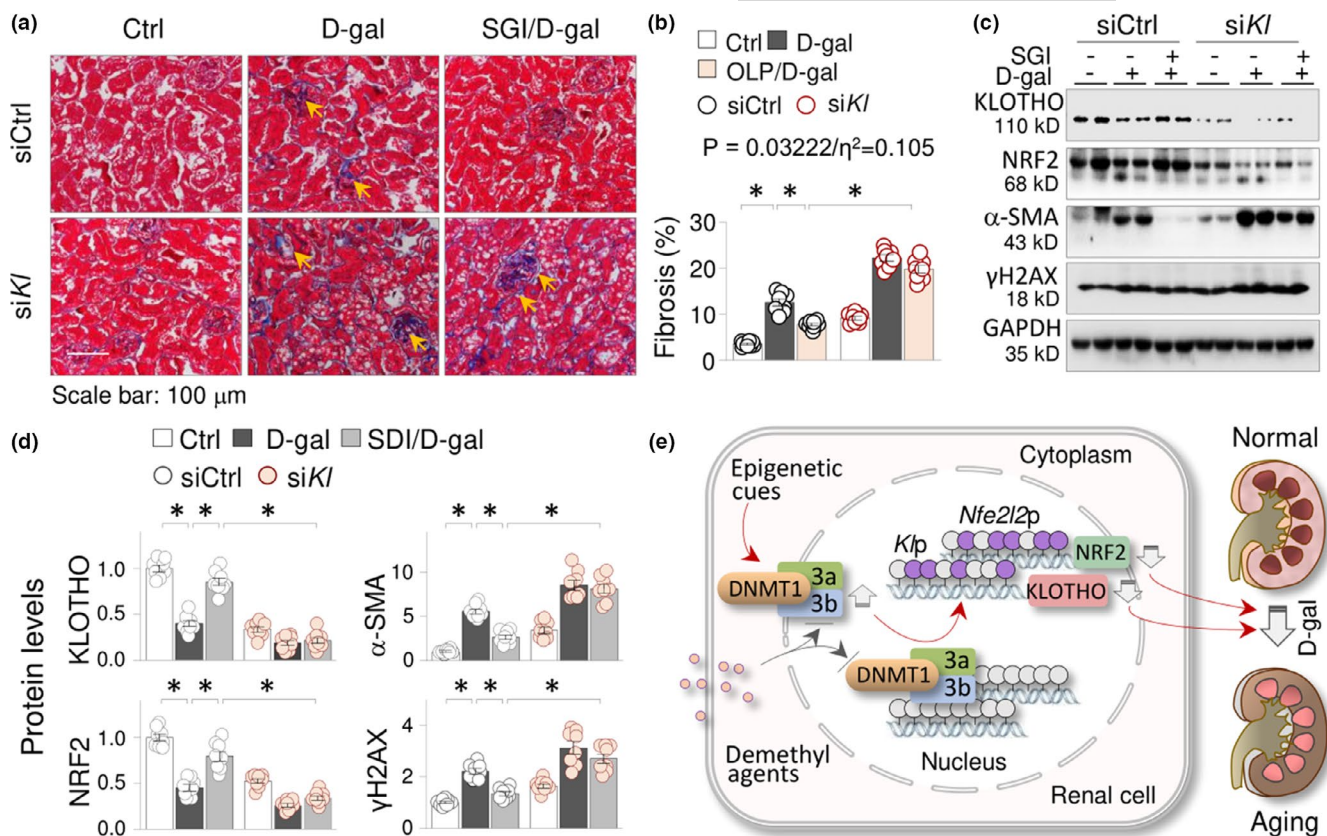 (a)
Ctrl D-gal SGI/D-gal
siCtrl
siKl
Scale bar: 100 μm
(b)
Ctrl D-gal
OLP/D-gal
siCtrl siKl
P = 0.03222/η²=0.105
* * *
Fibrosis (%)
30
20
10
0
(c)
siCtrl siKl
SGI - - + - - +
D-gal - + + - + +
KLOTHO
110 kD
NRF2
68 kD
α-SMA
43 kD
γH2AX
18 kD
GAPDH
35 kD
(d)
Ctrl D-gal SDI/D-gal
siCtrl siKl
Protein levels
* * *
KLOTHO
1.0
0.5
0.0
* * *
α-SMA
10
5
0
* * *
NRF2
1.0
0.5
0.0
* * *
γH2AX
4
2
0
(e)
Epigenetic
cues
Cytoplasm
Nfe2l2p
Klp
NRF2
KLOTHO
DNMT1
3a
3b
DNMT1
3a
3b
Demethyl
agents
Nucleus
Renal cell
Normal
D-gal
Aging